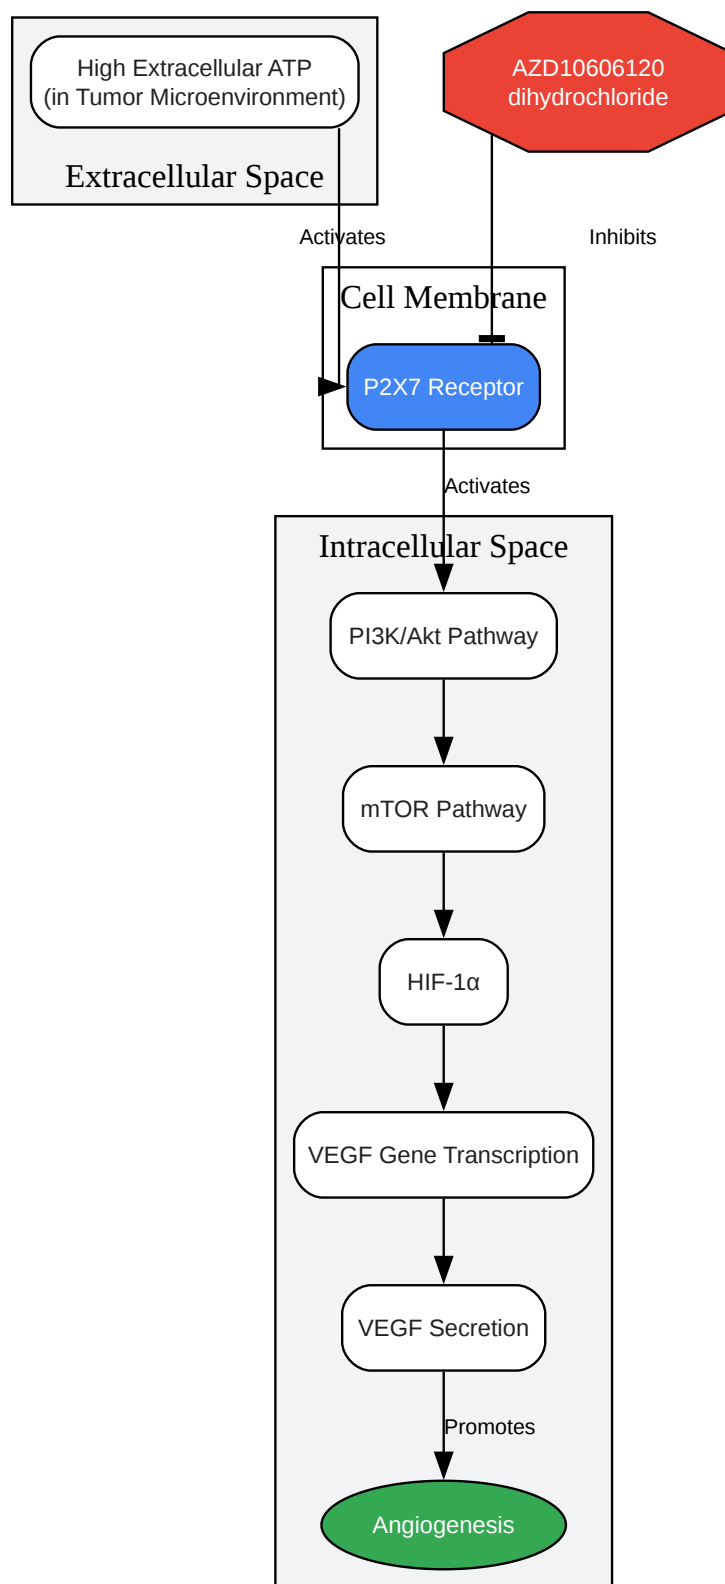 High Extracellular ATP
(in Tumor Microenvironment)
Extracellular Space
AZD10606120
dihydrochloride
Activates
Inhibits
Cell Membrane
P2X7 Receptor
Activates
Intracellular Space
PI3K/Akt Pathway
mTOR Pathway
HIF-1α
VEGF Gene Transcription
VEGF Secretion
Promotes
Angiogenesis